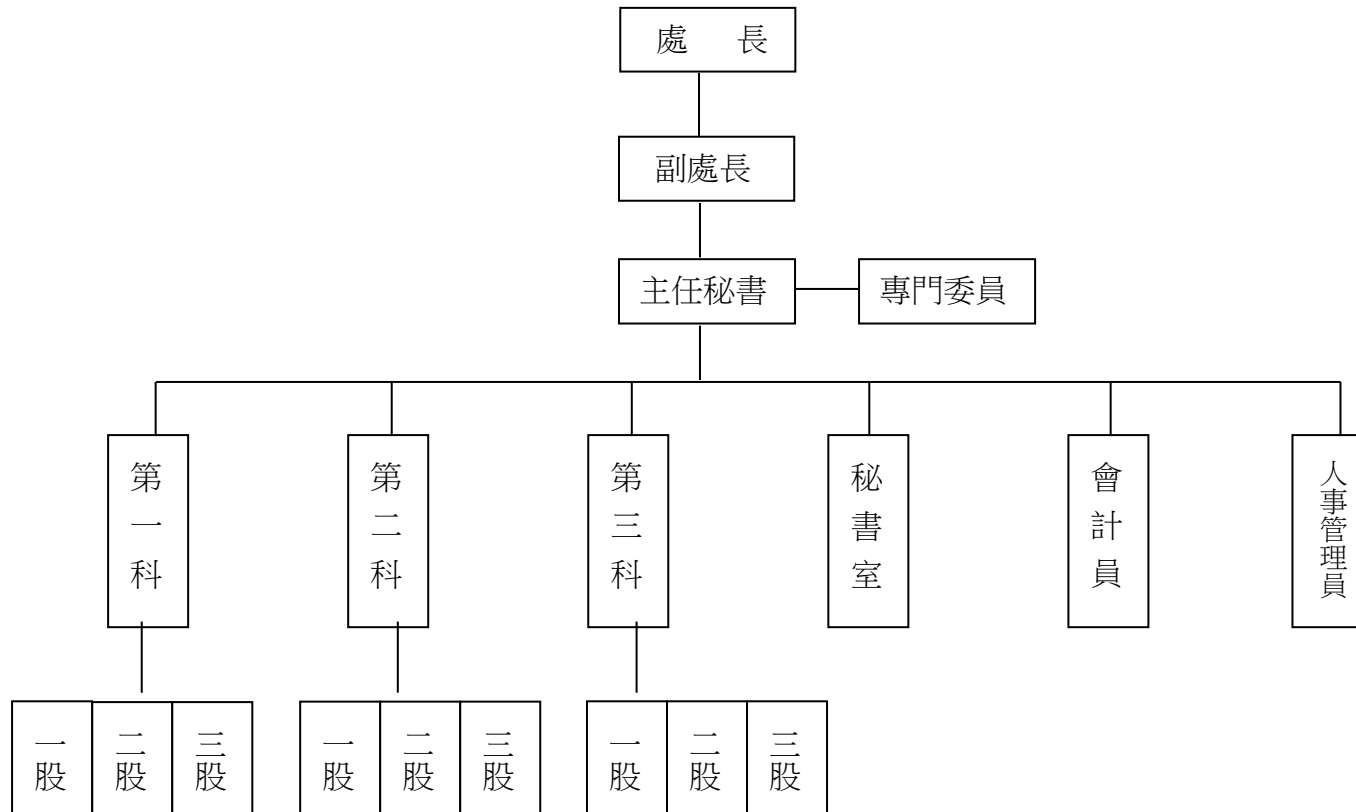 處　長
副處長
主任秘書
專門委員
第一科
第二科
第三科
秘書室
會計員
人事管理員
一股
二股
三股
一股
二股
三股
一股
二股
三股